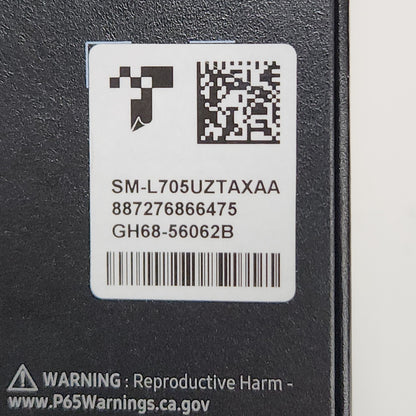 SM-L705UZTAXAA
887276866475
GH68-56062B
WARNING : Reproductive Harm -
www.P65Warnings.ca.gov